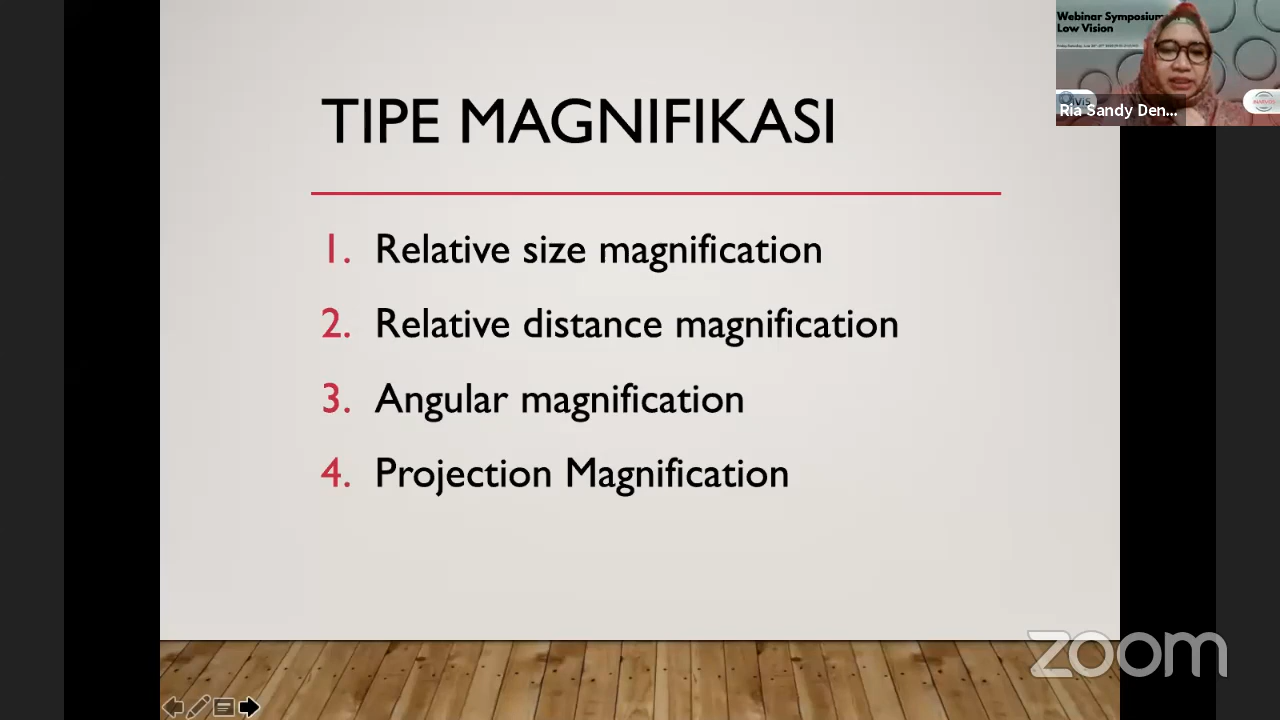 TIPE MAGNIFIKASI
1. Relative size magnification
2. Relative distance magnification
3. Angular magnification
4. Projection Magnification
Webinar Symposium
Low Vision
Ria Sandy Den...
zoom